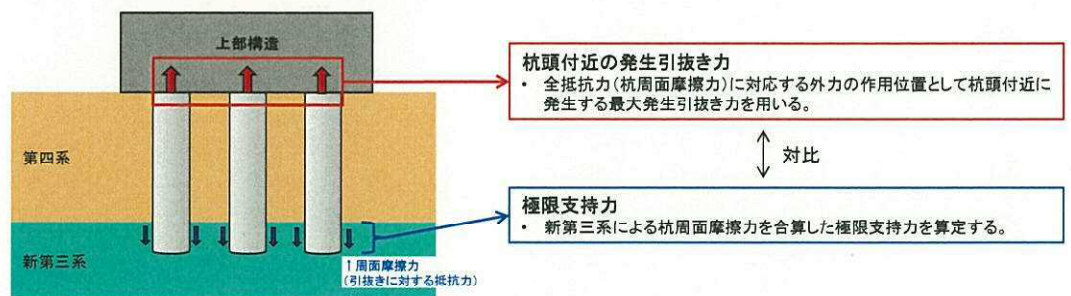 上部構造
第四系
新第三系
↑周面摩擦力
(引抜きに対する抵抗力)
杭頭付近の発生引抜き力
• 全抵抗力(杭周面摩擦力)に対応する外力の作用位置として杭頭付近に
発生する最大発生引抜き力を用いる。
対比
極限支持力
• 新第三系による杭周面摩擦力を合算した極限支持力を算定する。